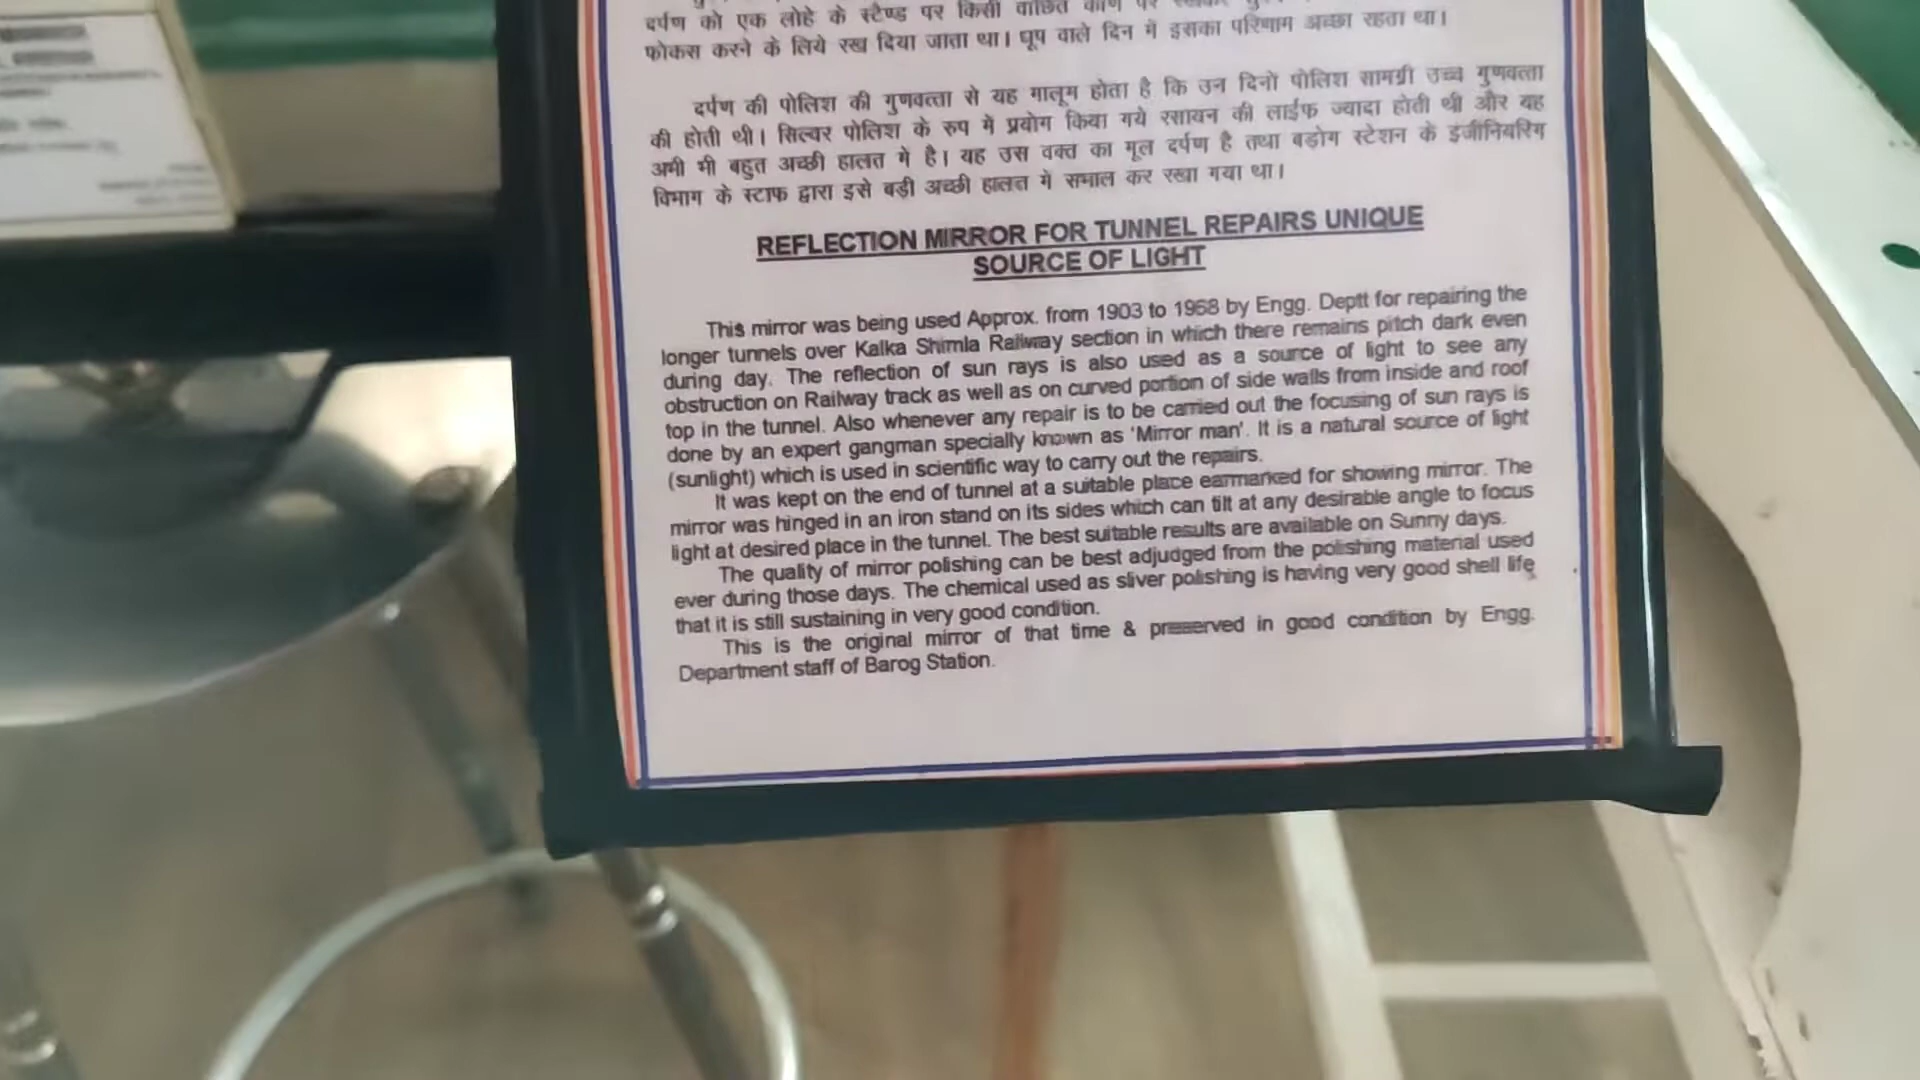 दर्पण को एक लोहे के स्टैण्ड पर किसी वांछित कोण पर
फोकस करने के लिये रख दिया जाता था। धूप वाले दिन में इसका परिणाम अच्छा रहता था।
दर्पण की पोलिश की गुणवत्ता से यह मालूम होता है कि उन दिनों पोलिश सामग्री उच्च गुणवत्ता
की होती थी। सिल्वर पोलिश के रुप में प्रयोग किया गये रसायन की लाईफ ज्यादा होती थी और यह
अभी भी बहुत अच्छी हालत में है। यह उस वक्त का मूल दर्पण है तथा बड़ोग स्टेशन के इंजीनियरिंग
विभाग के स्टाफ द्वारा इसे बड़ी अच्छी हालत में सभाल कर रखा गया था।
REFLECTION MIRROR FOR TUNNEL REPAIRS UNIQUE
SOURCE OF LIGHT
This mirror was being used Approx. from 1903 to 1968 by Engg. Deptt for repairing the
longer tunnels over Kalka Shimla Railway section in which there remains pitch dark even
during day. The reflection of sun rays is also used as a source of light to see any
obstruction on Railway track as well as on curved portion of side walls from inside and roof
top in the tunnel. Also whenever any repair is to be carried out the focusing of sun rays is
done by an expert gangman specially known as 'Mirror man'. It is a natural source of light
(sunlight) which is used in scientific way to carry out the repairs.
It was kept on the end of tunnel at a suitable place earmarked for showing mirror. The
mirror was hinged in an iron stand on its sides which can tilt at any desirable angle to focus
light at desired place in the tunnel. The best suitable results are available on Sunny days.
The quality of mirror polishing can be best adjudged from the polishing material used
ever during those days. The chemical used as sliver polishing is having very good shell life
that it is still sustaining in very good condition.
This is the original mirror of that time & preserved in good condition by Engg.
Department staff of Barog Station.